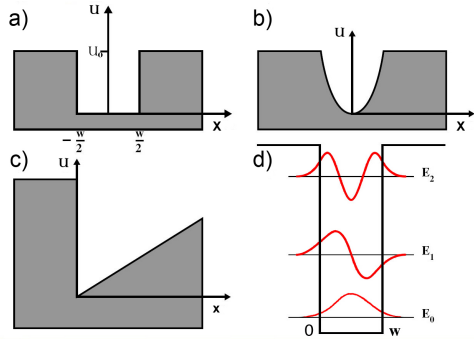 a)
u
u₀
x
-w/2
w/2
b)
u
x
c)
u
x
d)
E₂
E₁
E₀
0
w